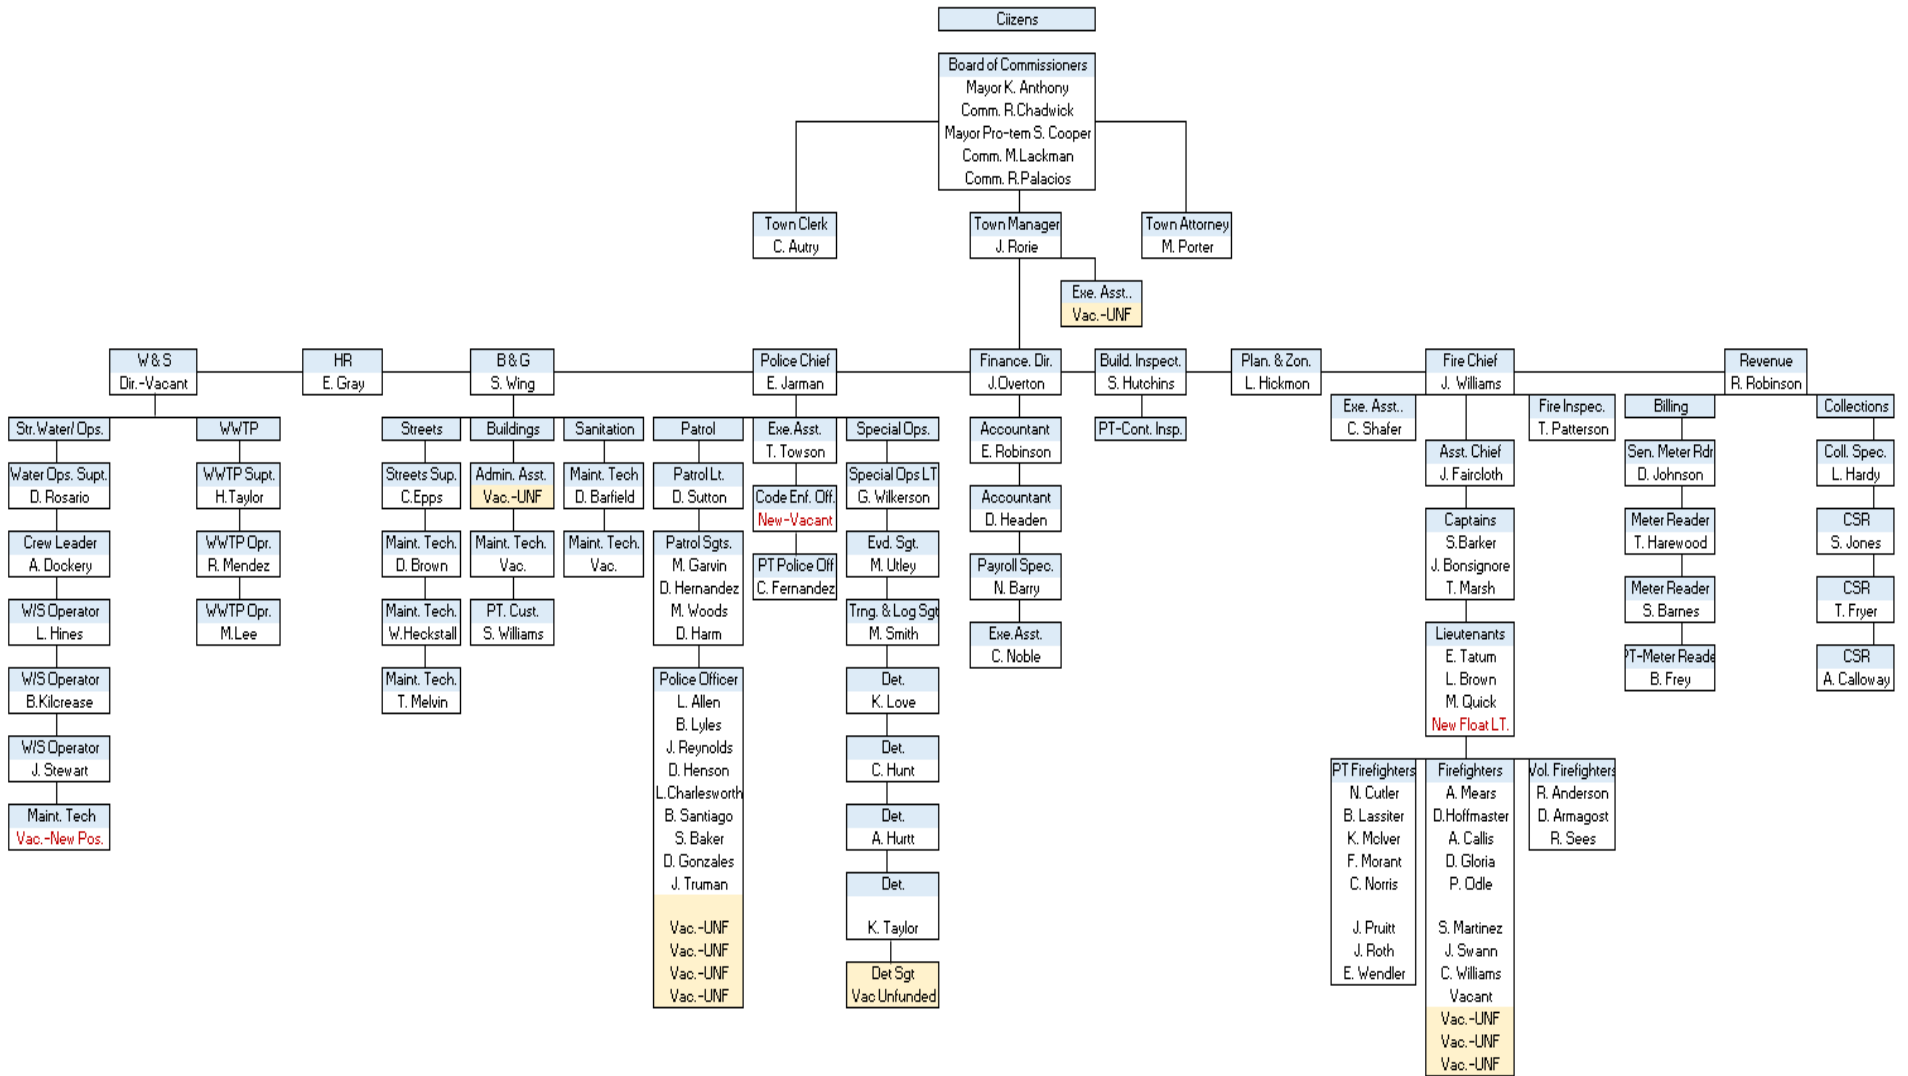 Ciizens
Board of Commissioners
Mayor K. Anthony
Comm. R.Chadwick
Mayor Pro-tem S. Cooper
Comm. M.Lackman
Comm. R.Palacios
Town Clerk
C. Autry
Town Manager
J. Rorie
Town Attorney
M. Porter
Exe. Asst..
Vac.-UNF
W & S
Dir.-Vacant
HR
E. Gray
B & G
S. Wing
Police Chief
E. Jarman
Finance. Dir.
J.Overton
Build. Inspect.
S. Hutchins
Plan. & Zon.
L. Hickmon
Fire Chief
J. Williams
Revenue
R. Robinson
Str. Water/ Ops.
Water Ops. Supt.
D. Rosario
Crew Leader
A. Dockery
W/S Operator
L. Hines
W/S Operator
B.Kilcrease
W/S Operator
J. Stewart
Maint. Tech
Vac.-New Pos.
WWTP
WWTP Supt.
H.Taylor
WWTP Opr.
R. Mendez
WWTP Opr.
M.Lee
Streets
Streets Sup.
C.Epps
Maint. Tech.
D. Brown
Maint. Tech.
W.Heckstall
Maint. Tech.
T. Melvin
Buildings
Admin. Asst.
Vac.-UNF
Maint. Tech.
Vac.
PT. Cust.
S. Williams
Sanitation
Maint. Tech
D. Barfield
Maint. Tech.
Vac.
Patrol
Patrol Lt.
D. Sutton
Patrol Sgts.
M. Garvin
D. Hernandez
M. Woods
D. Harm
Police Officer
L. Allen
B. Lyles
J. Reynolds
D. Henson
L.Charlesworth
B. Santiago
S. Baker
D. Gonzales
J. Truman
Vac.-UNF
Vac.-UNF
Vac.-UNF
Vac.-UNF
Exe.Asst.
T. Towson
Code Enf. Off.
New-Vacant
PT Police Off
C. Fernandez
Special Ops.
Special Ops LT
G. Wilkerson
Evd. Sgt.
M. Utley
Trng. & Log Sgt
M. Smith
Det.
K. Love
Det.
C. Hunt
Det.
A. Hurtt
Det.
K. Taylor
Det Sgt
Vac Unfunded
Accountant
E. Robinson
Accountant
D. Headen
Payroll Spec.
N. Barry
Exe.Asst.
C. Noble
PT-Cont. Insp.
Exe. Asst..
C. Shafer
Fire Inspec.
T. Patterson
Asst. Chief
J. Faircloth
Captains
S.Barker
J. Bonsignore
T. Marsh
Lieutenants
E. Tatum
L. Brown
M. Quick
New Float LT.
PT Firefighters
N. Cutler
B. Lassiter
K. McIver
F. Morant
C. Norris
J. Pruitt
J. Roth
E. Wendler
Firefighters
A. Mears
D.Hoffmaster
A. Callis
D. Gloria
P. Odle
S. Martinez
J. Swann
C. Williams
Vacant
Vac.-UNF
Vac.-UNF
Vac.-UNF
Vol. Firefighters
R. Anderson
D. Armagost
R. Sees
Billing
Sen. Meter Rdr
D. Johnson
Meter Reader
T. Harewood
Meter Reader
S. Barnes
PT-Meter Reade
B. Frey
Collections
Coll. Spec.
L. Hardy
CSR
S. Jones
CSR
T. Fryer
CSR
A. Calloway